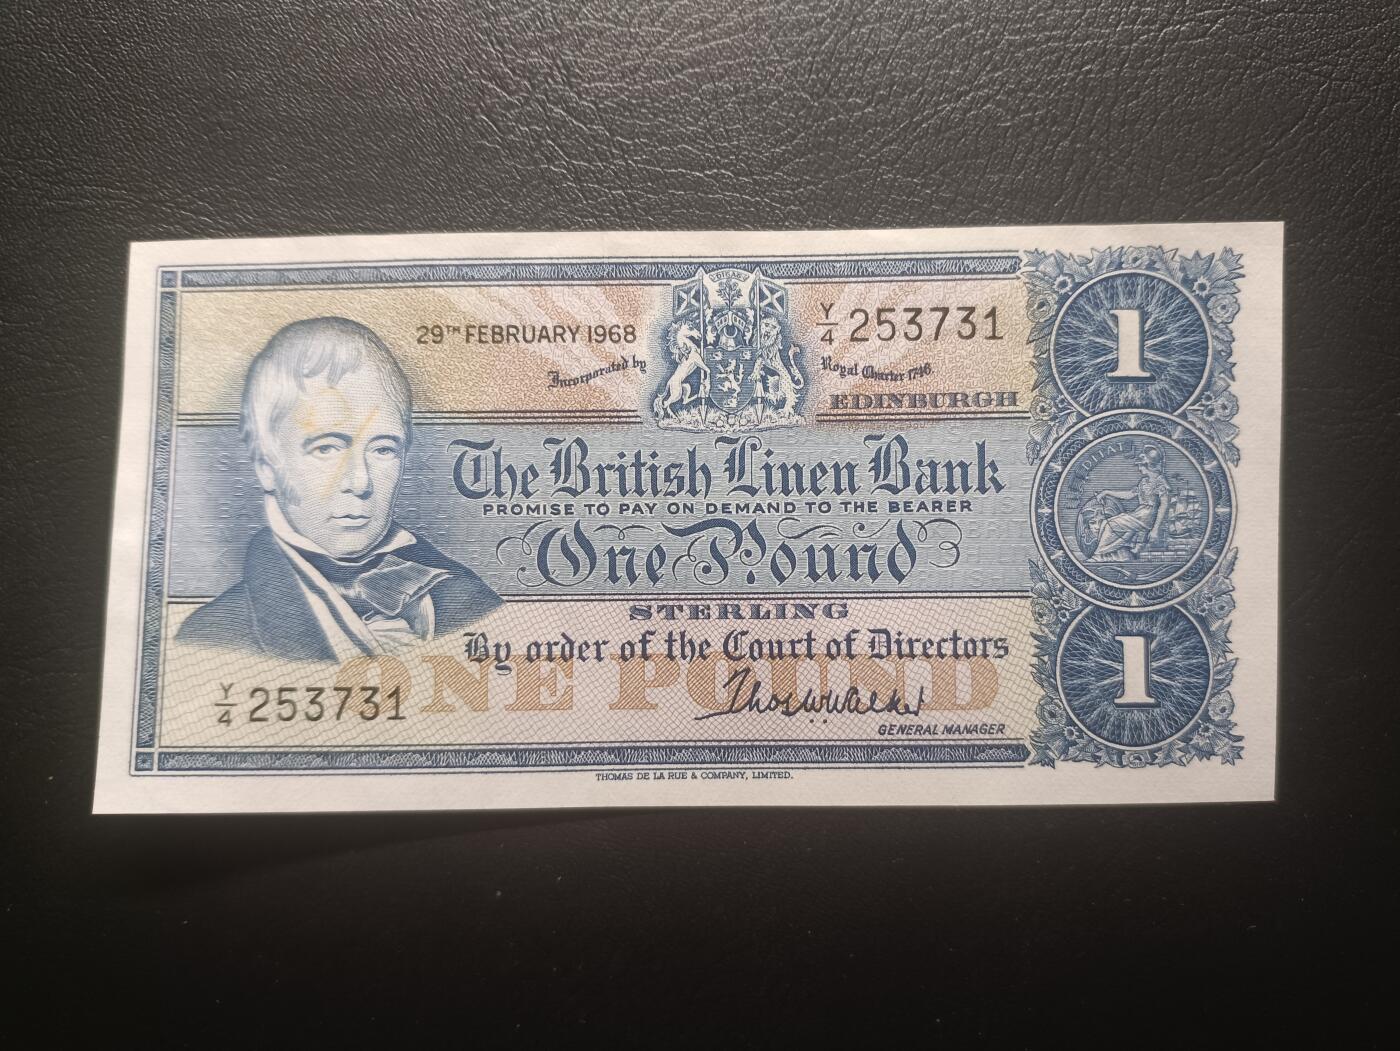 29TH FEBRUARY 1968
Y/4 253731
Incorporated by
Royal Charter 1746
EDINBURGH
The British Linen Bank
PROMISE TO PAY ON DEMAND TO THE BEARER
One Pound
STERLING
By order of the Court of Directors
ONE POUND
Y/4 253731
Thos W Walker
GENERAL MANAGER
THOMAS DE LA RUE & COMPANY, LIMITED.
1
1